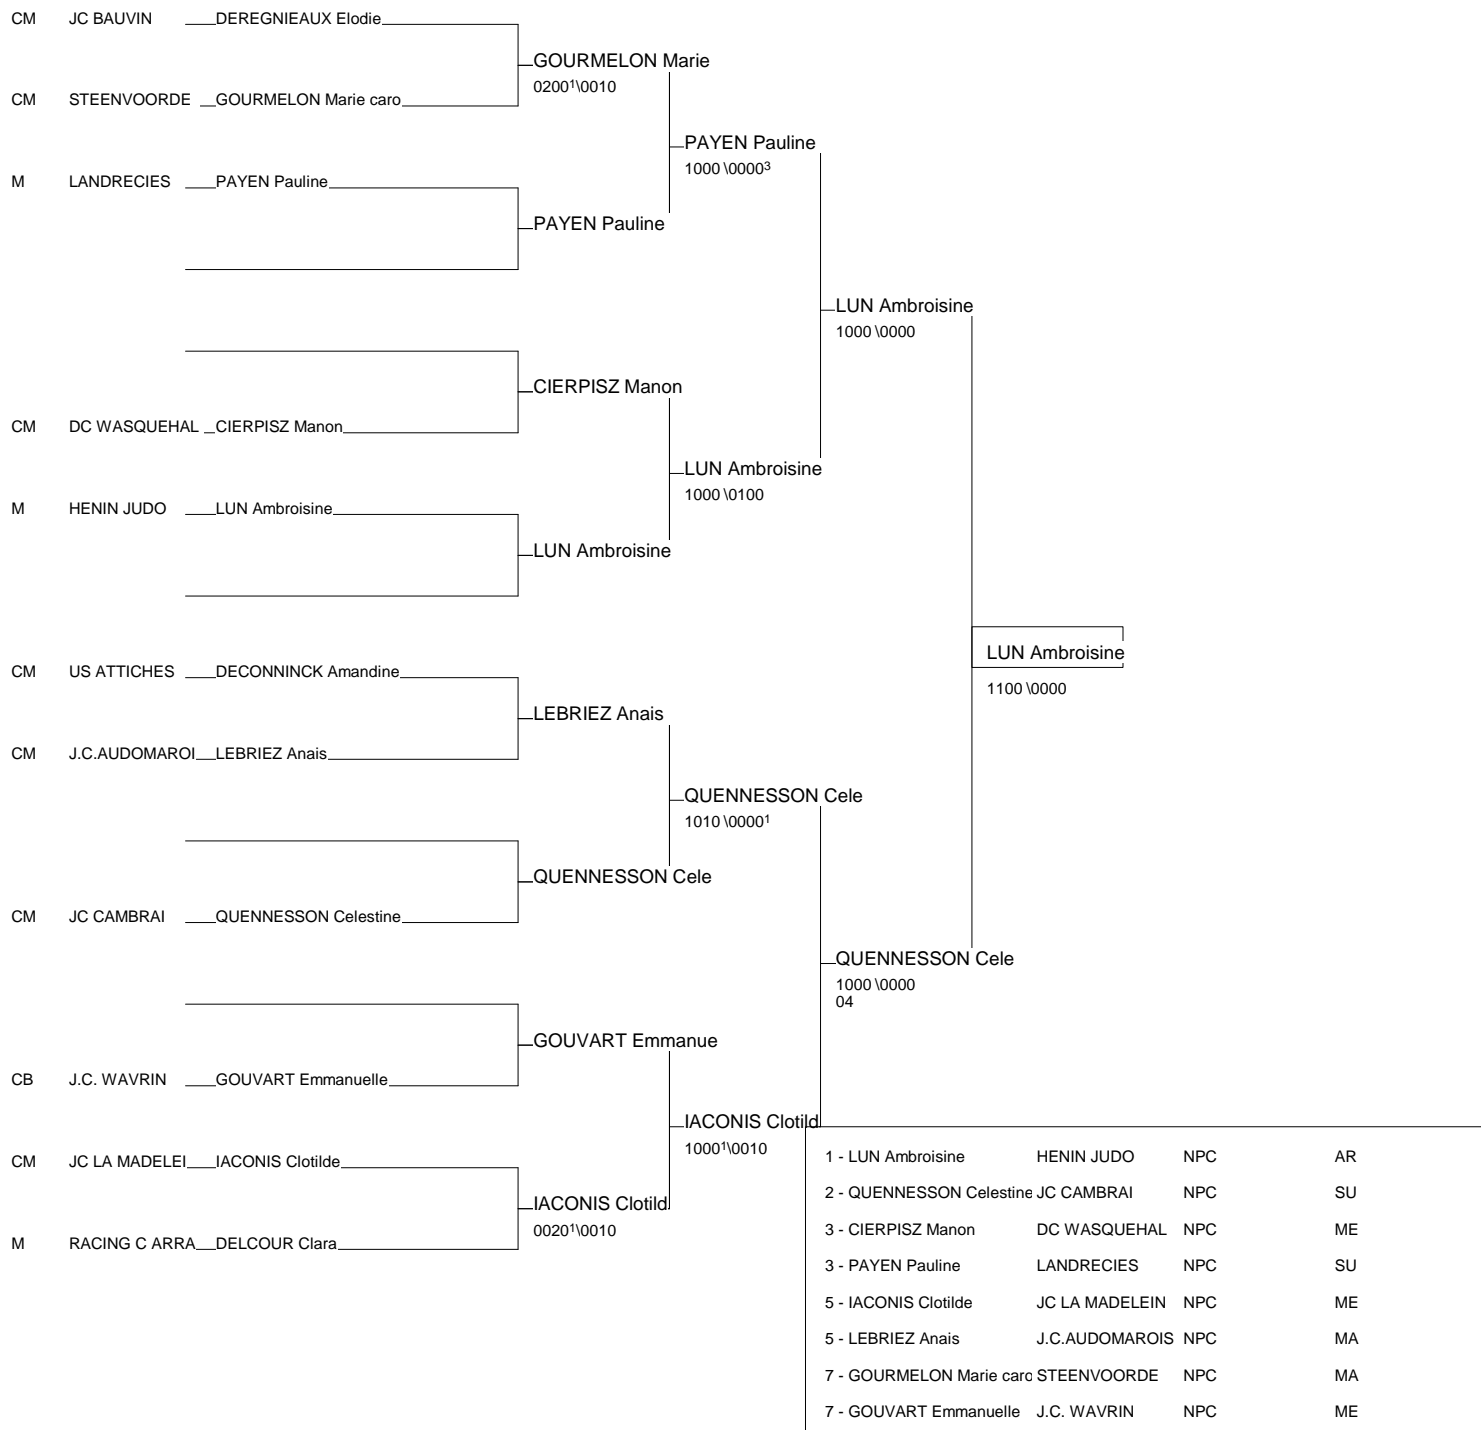 CM JC BAUVIN DEREGNIEAUX Elodie
GOURMELON Marie
0200¹\0010
CM STEENVOORDE GOURMELON Marie caro
PAYEN Pauline
1000 \0000³
M LANDRECIES PAYEN Pauline
PAYEN Pauline
LUN Ambroisine
1000 \0000
CIERPISZ Manon
CM DC WASQUEHAL CIERPISZ Manon
LUN Ambroisine
1000 \0100
M HENIN JUDO LUN Ambroisine
LUN Ambroisine
LUN Ambroisine
1100 \0000
CM US ATTICHES DECONNINCK Amandine
LEBRIEZ Anais
CM J.C.AUDOMAROI LEBRIEZ Anais
QUENNESSON Cele
1010 \0000¹
QUENNESSON Cele
CM JC CAMBRAI QUENNESSON Celestine
QUENNESSON Cele
1000 \0000
04
GOUVART Emmanue
CB J.C. WAVRIN GOUVART Emmanuelle
IACONIS Clotild
1000¹\0010
CM JC LA MADELEI IACONIS Clotilde
IACONIS Clotild
0020¹\0010
M RACING C ARRA DELCOUR Clara
1 - LUN Ambroisine HENIN JUDO NPC AR
2 - QUENNESSON Celestine JC CAMBRAI NPC SU
3 - CIERPISZ Manon DC WASQUEHAL NPC ME
3 - PAYEN Pauline LANDRECIES NPC SU
5 - IACONIS Clotilde JC LA MADELEIN NPC ME
5 - LEBRIEZ Anais J.C.AUDOMAROIS NPC MA
7 - GOURMELON Marie caro STEENVOORDE NPC MA
7 - GOUVART Emmanuelle J.C. WAVRIN NPC ME